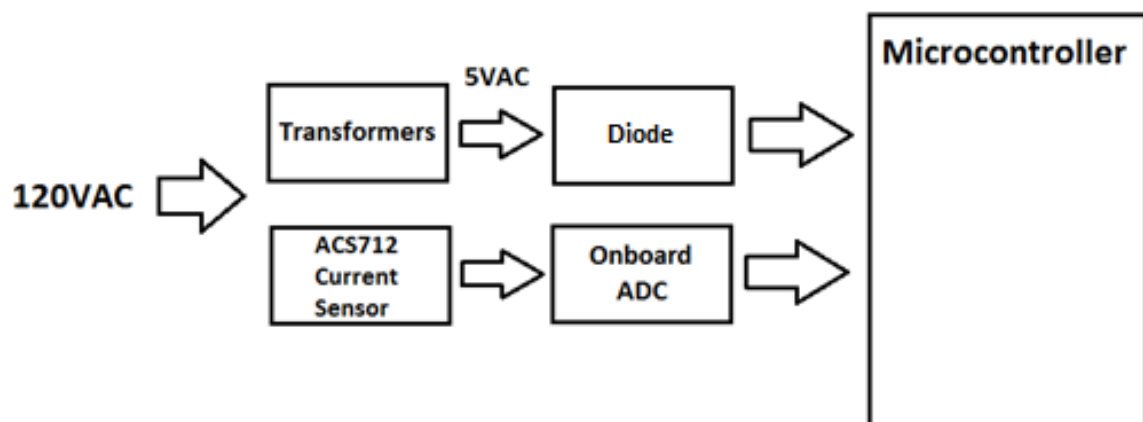 Microcontroller
5VAC
Transformers
Diode
120VAC
ACS712
Current
Sensor
Onboard
ADC